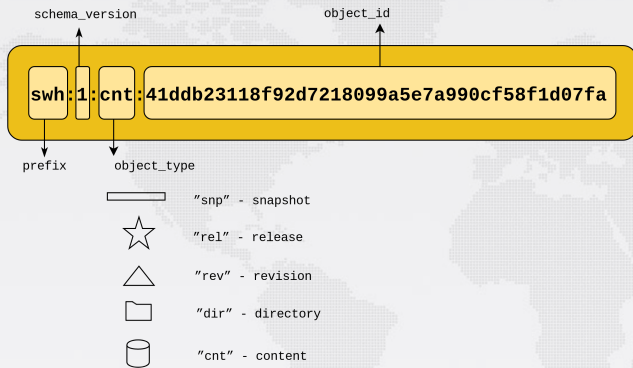 schema_version
object_id
swh:1:cnt:41ddb23118f92d7218099a5e7a990cf58f1d07fa
prefix
object_type
”snp” - snapshot
”rel” - release
”rev” - revision
”dir” - directory
”cnt” - content